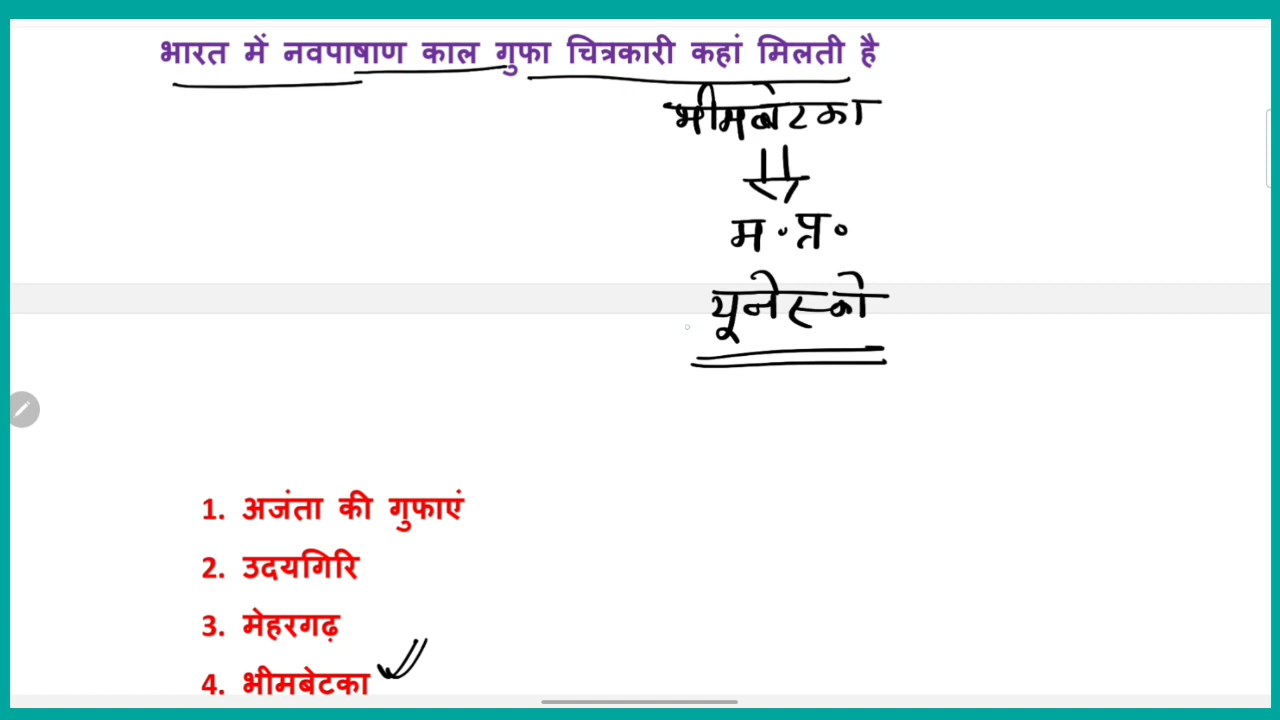 भारत में नवपाषाण काल गुफा चित्रकारी कहां मिलती है
भीमबेटका
म.प्र.
यूनेस्को
1. अजंता की गुफाएं
2. उदयगिरि
3. मेहरगढ़
4. भीमबेटका